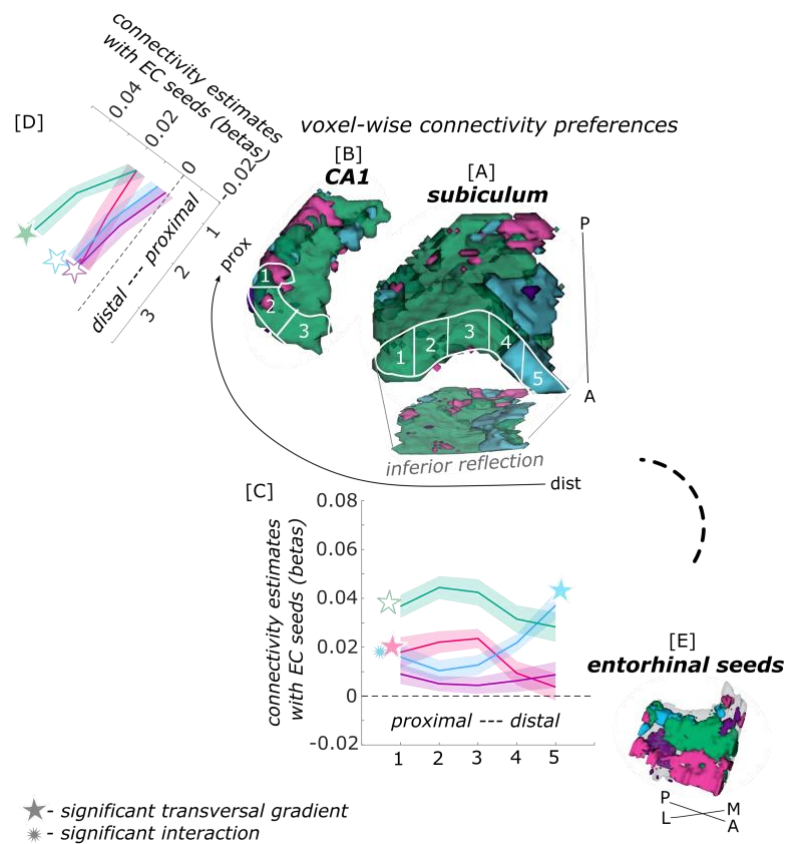 connectivity estimates
with EC seeds (betas)
0.04
0.02
0
-0.02
[D]
distal --- proximal
1
2
3
voxel-wise connectivity preferences
[B]
CA1
[A]
subiculum
prox
1
2
3
1
2
3
4
5
P
A
inferior reflection
dist
[C]
connectivity estimates
with EC seeds (betas)
0.08
0.06
0.04
0.02
0
-0.02
proximal --- distal
1 2 3 4 5
[E]
entorhinal seeds
P
L
M
A
- significant transversal gradient
- significant interaction